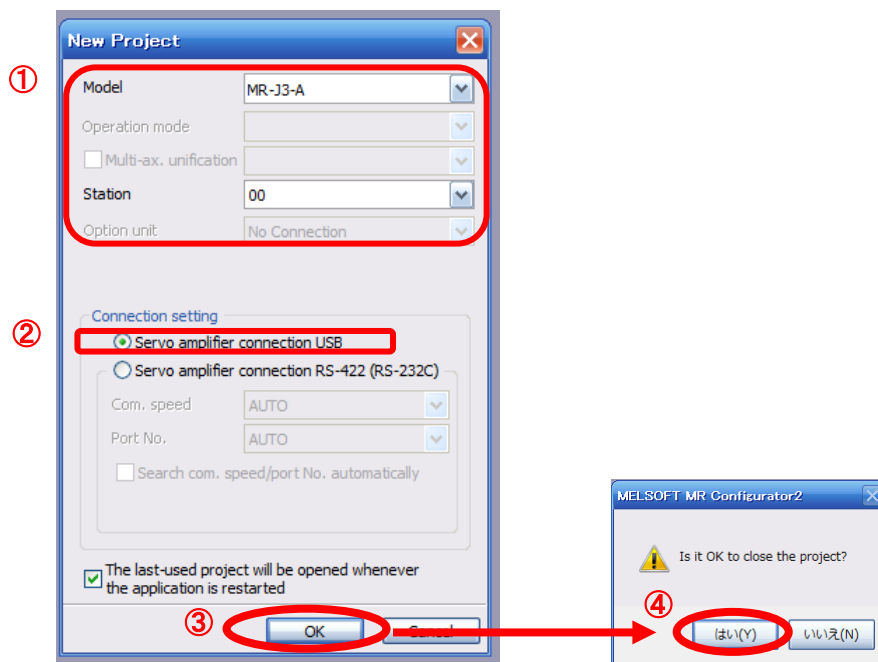 New Project
①
Model
MR-J3-A
Operation mode
Multi-ax. unification
Station
00
Option unit
No Connection
②
Connection setting
Servo amplifier connection USB
Servo amplifier connection RS-422 (RS-232C)
Com. speed
AUTO
Port No.
AUTO
Search com. speed/port No. automatically
The last-used project will be opened whenever
the application is restarted
③
OK
Cancel
MELSOFT MR Configurator2
Is it OK to close the project?
④
はい(Y)
いいえ(N)